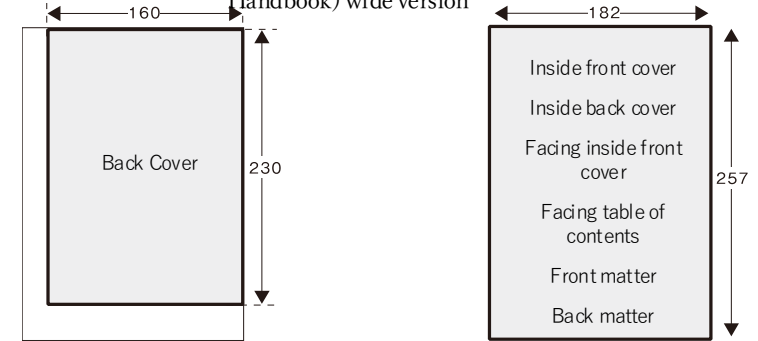 Handbook) wide version
160
Back Cover
230
182
Inside front cover
Inside back cover
Facing inside front
cover
Facing table of
contents
Front matter
Back matter
257